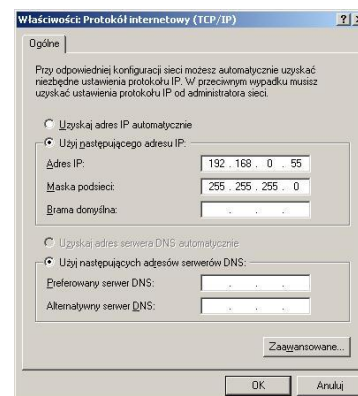 Właściwości: Protokół internetowy (TCP/IP)
Ogólne
Przy odpowiedniej konfiguracji sieci możesz automatycznie uzyskać
niezbędne ustawienia protokołu IP. W przeciwnym wypadku musisz
uzyskać ustawienia protokołu IP od administratora sieci.
Uzyskaj adres IP automatycznie
Użyj następującego adresu IP:
Adres IP: 192 . 168 . 0 . 55
Maska podsieci: 255 . 255 . 255 . 0
Brama domyślna: . . .
Uzyskaj adres serwera DNS automatycznie
Użyj następujących adresów serwerów DNS:
Preferowany serwer DNS: . . .
Alternatywny serwer DNS: . . .
Zaawansowane...
OK Anuluj